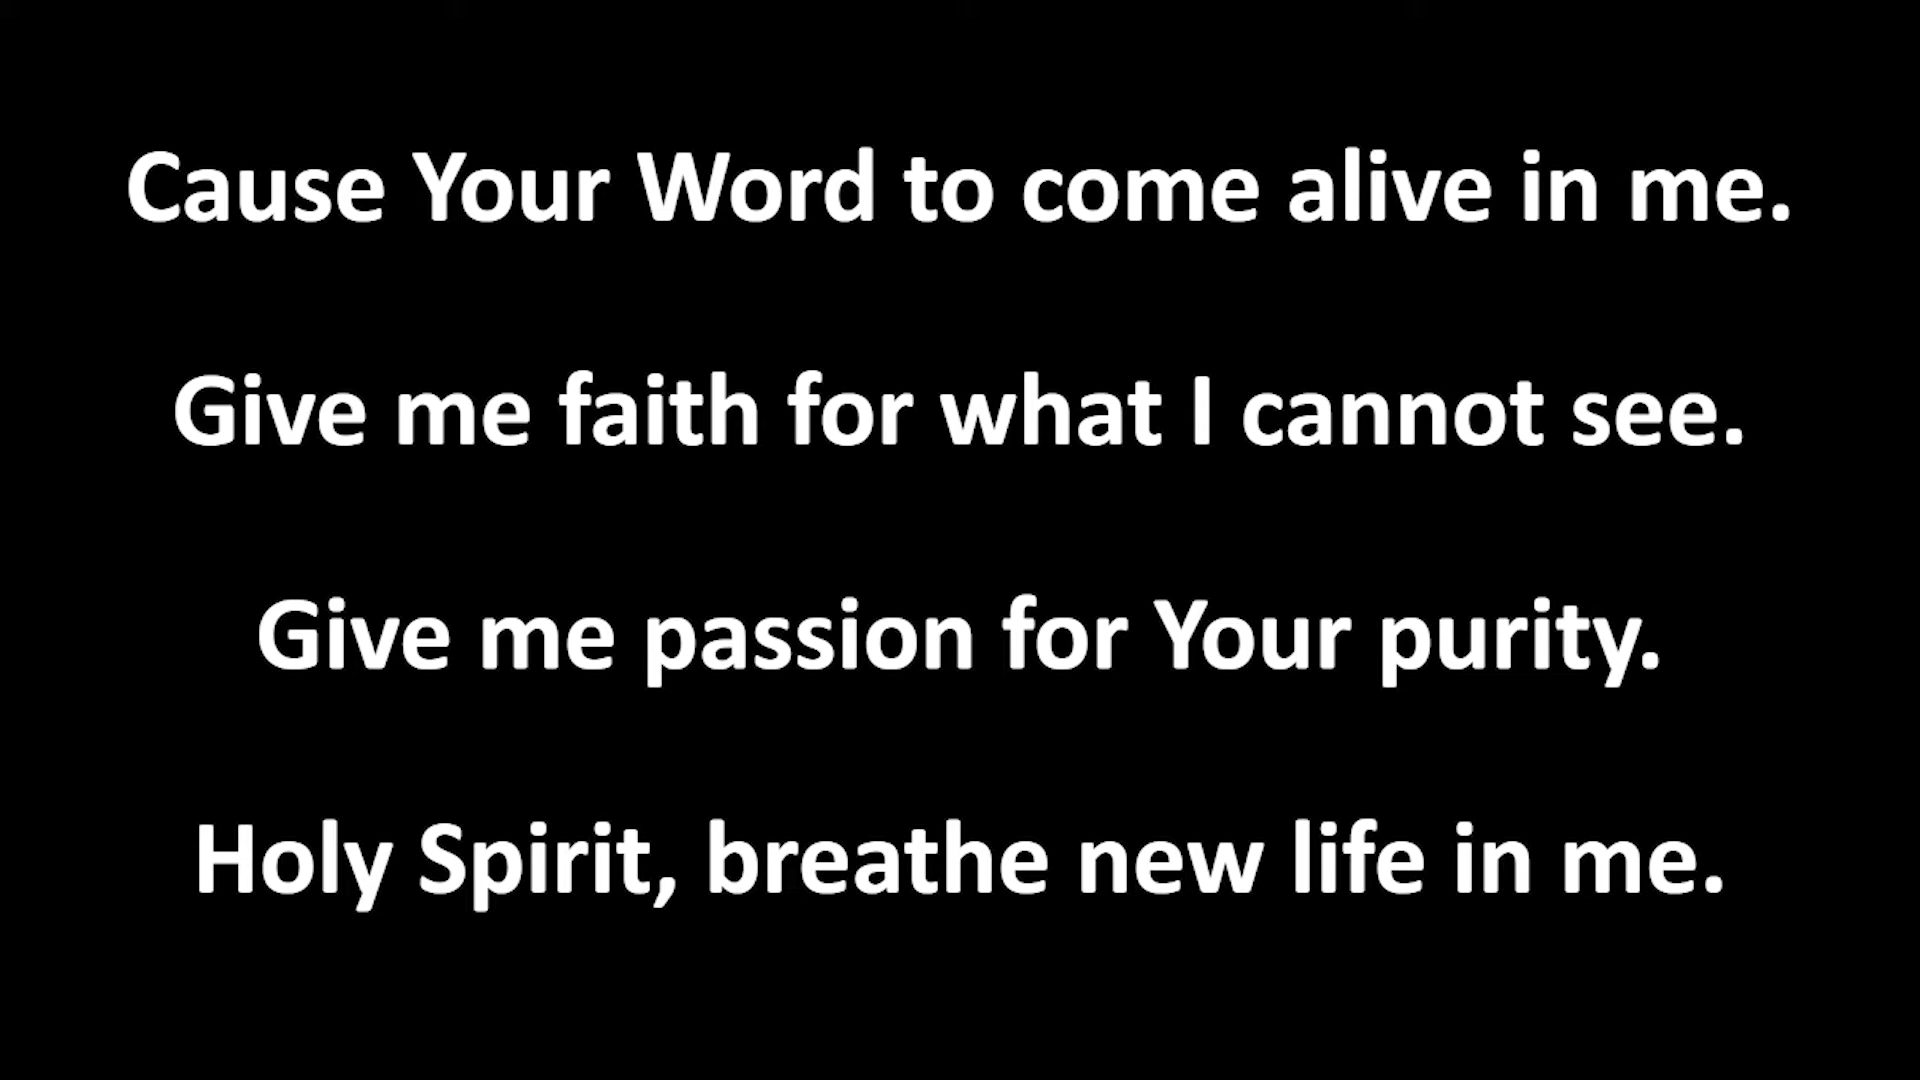 Cause Your Word to come alive in me.
Give me faith for what I cannot see.
Give me passion for Your purity.
Holy Spirit, breathe new life in me.